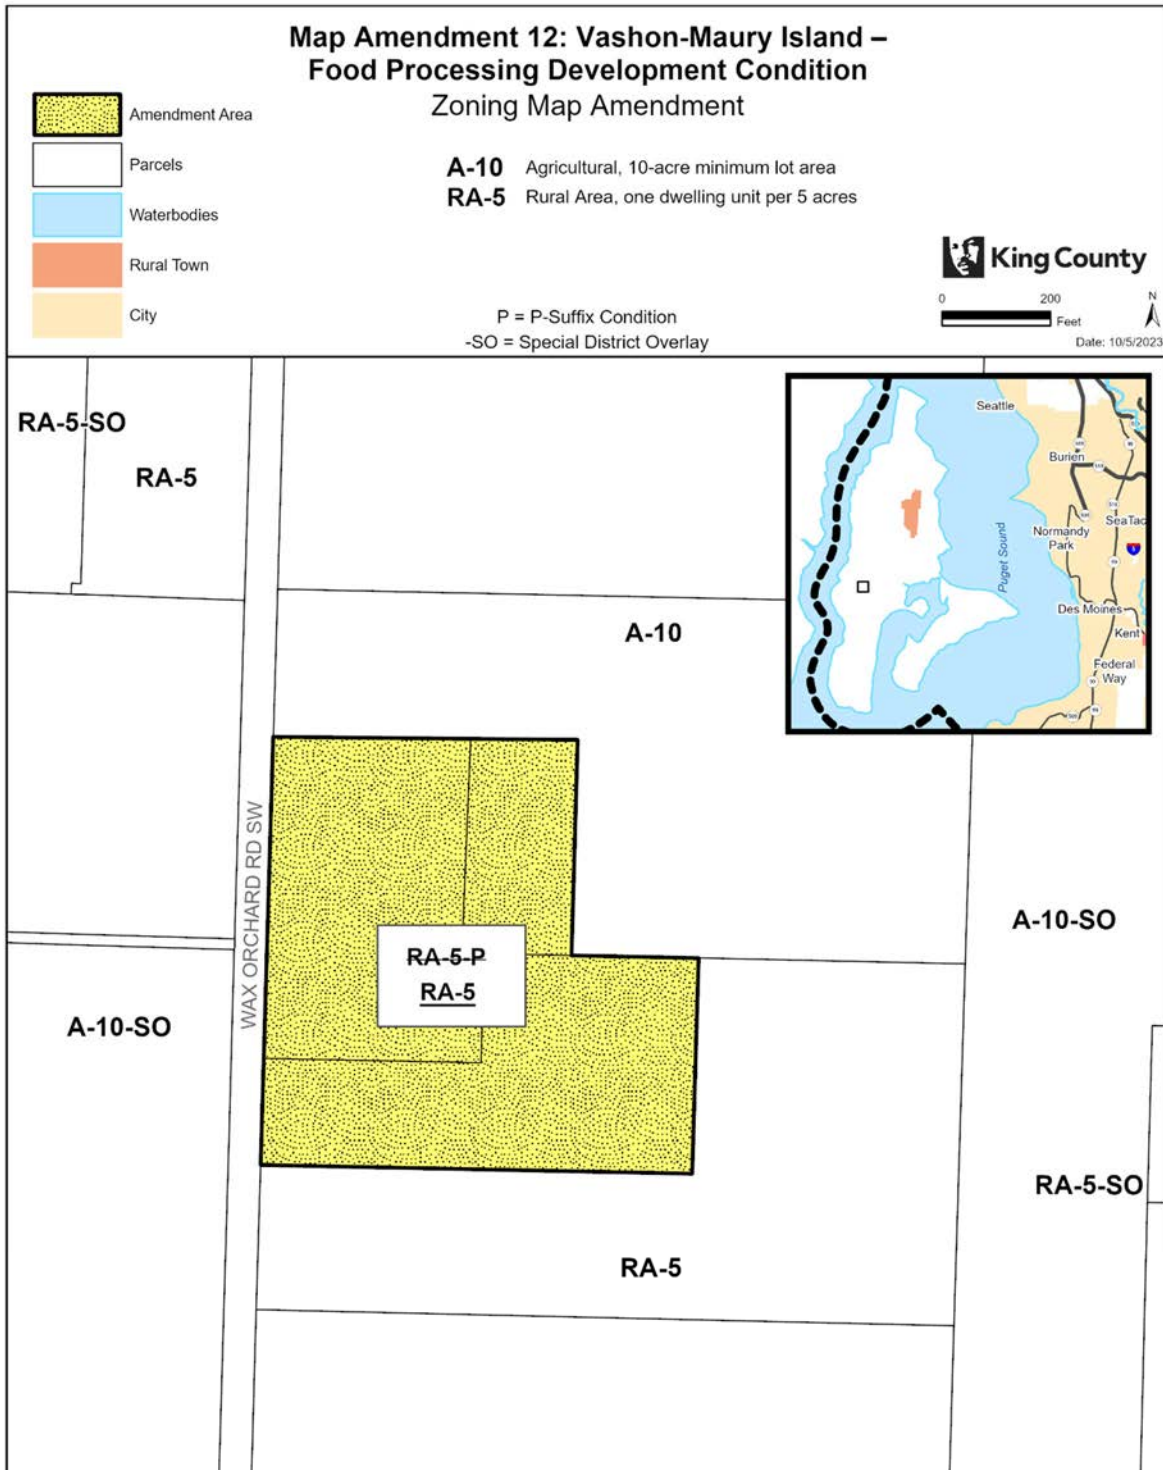 Map Amendment 12: Vashon-Maury Island –
Food Processing Development Condition
Zoning Map Amendment
Amendment Area
Parcels
Waterbodies
Rural Town
City
A-10 Agricultural, 10-acre minimum lot area
RA-5 Rural Area, one dwelling unit per 5 acres
P = P-Suffix Condition
-SO = Special District Overlay
King County
0 200
Feet
N
Date: 10/5/2023
RA-5-SO
RA-5
Seattle
Burien
Normandy
Park
SeaTac
Puget Sound
Des Moines
Kent
Federal
Way
A-10
WAX ORCHARD RD SW
RA-5-P
RA-5
A-10-SO
A-10-SO
RA-5-SO
RA-5